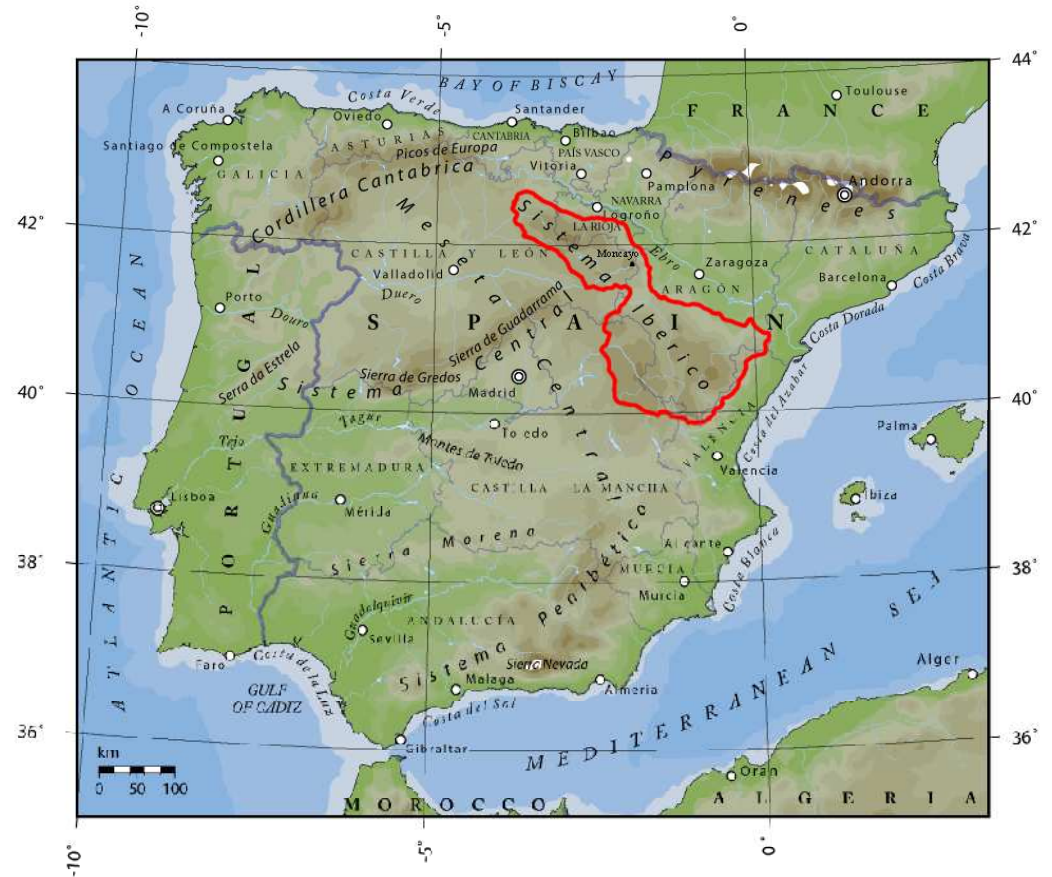 -10°
-5°
0°
44°
BAY OF BISCAY
Toulouse
Costa Verde
Santander
FRANCE
A Coruña
Oviedo
ASTURIAS
CANTABRIA
Bilbao
PAÍS VASCO
Santiago de Compostela
Picos de Europa
Vitoria
Pyrenees
Andorra
GALICIA
Cordillera Cantabrica
Pamplona
NAVARRA
42°
Logroño
LA RIOJA
42°
Meseta Central
Sistema Iberico
Ebro
CATALUÑA
CASTILLA Y LEÓN
Moncayo
Zaragoza
Costa Brava
Valladolid
ARAGÓN
Barcelona
Porto
Duero
Douro
SPAIN
Costa Dorada
Sierra de Guadarrama
Serra da Estrela
Sistema Central
Sierra de Gredos
Madrid
40°
40°
ATLANTIC OCEAN
PORTUGAL
Tague
Toledo
VALENCIA
Costa del Azahar
Palma
Tejo
Montes de Toledo
EXTREMADURA
Valencia
CASTILLA LA MANCHA
Ibiza
Lisboa
Guadiana
Mérida
Sierra Morena
Alicante
38°
38°
MURCIA
Costa Blanca
Murcia
Guadalquivir
ANDALUCÍA
Sevilla
Sistema Penibético
MEDITERRANEAN SEA
Faro
Costa de la Luz
Sierra Nevada
Malaga
Almeria
Alger
GULF
OF CADIZ
Costa del Sol
36°
Gibraltar
36°
km
0 50 100
Oran
MOROCCO
ALGERIA
-10°
-5°
0°